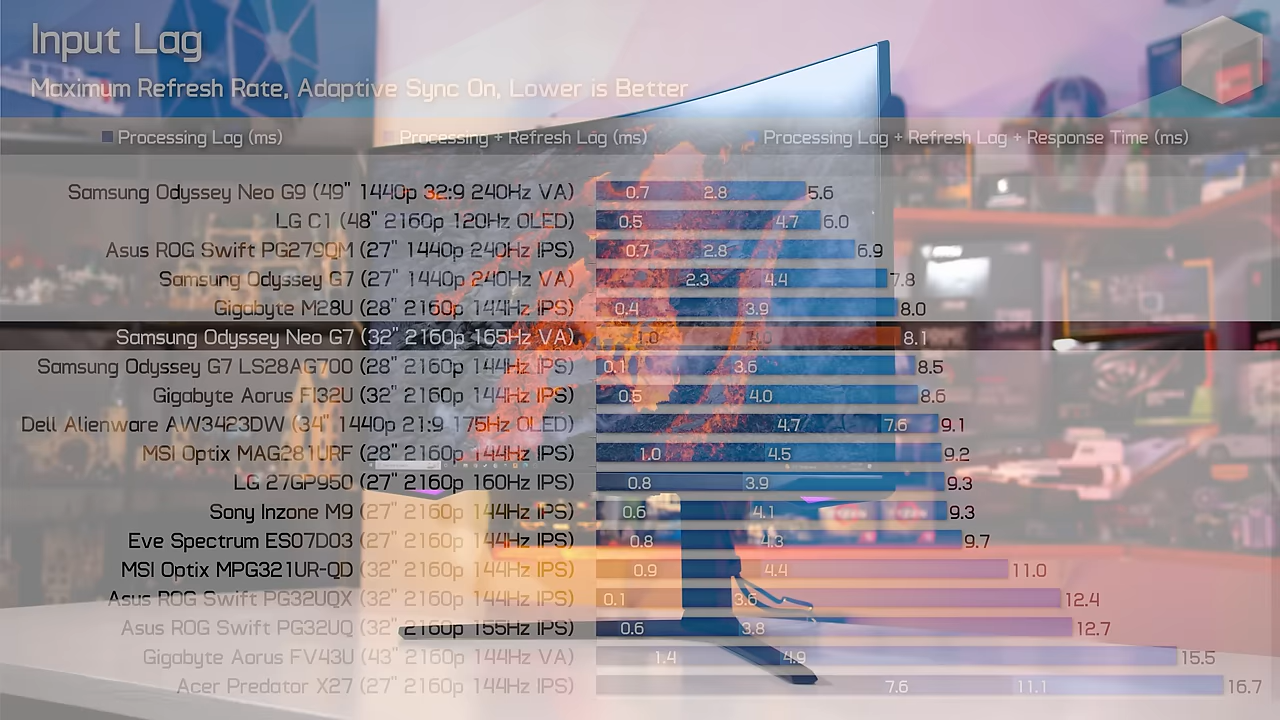 Input Lag
Maximum Refresh Rate, Adaptive Sync On, Lower is Better
Processing Lag (ms) Processing + Refresh Lag (ms) Processing Lag + Refresh Lag + Response Time (ms)
Samsung Odyssey Neo G9 (49" 1440p 32:9 240Hz VA) 0.7 2.8 5.6
LG C1 (48" 2160p 120Hz OLED) 0.5 4.7 6.0
Asus ROG Swift PG279QM (27" 1440p 240Hz IPS) 0.7 2.8 6.9
Samsung Odyssey G7 (27" 1440p 240Hz VA) 2.3 4.4 7.8
Gigabyte M28U (28" 2160p 144Hz IPS) 0.4 3.9 8.0
Samsung Odyssey Neo G7 (32" 2160p 165Hz VA) 8.1
Samsung Odyssey G7 LS28AG700 (28" 2160p 144Hz IPS) 0.1 3.6 8.5
Gigabyte Aorus FI32U (32" 2160p 144Hz IPS) 0.5 4.0 8.6
Dell Alienware AW3423DW (34" 1440p 21:9 175Hz OLED) 4.7 7.6 9.1
MSI Optix MAG281URF (28" 2160p 144Hz IPS) 1.0 4.5 9.2
LG 27GP950 (27" 2160p 160Hz IPS) 0.8 3.9 9.3
Sony Inzone M9 (27" 2160p 144Hz IPS) 0.6 4.1 9.3
Eve Spectrum ES07D03 (27" 2160p 144Hz IPS) 0.8 4.3 9.7
MSI Optix MPG321UR-QD (32" 2160p 144Hz IPS) 0.9 4.4 11.0
Asus ROG Swift PG32UQX (32" 2160p 144Hz IPS) 0.1 3.6 12.4
Asus ROG Swift PG32UQ (32" 2160p 155Hz IPS) 0.6 3.8 12.7
Gigabyte Aorus FV43U (43" 2160p 144Hz VA) 1.4 4.9 15.5
Acer Predator X27 (27" 2160p 144Hz IPS) 7.6 11.1 16.7